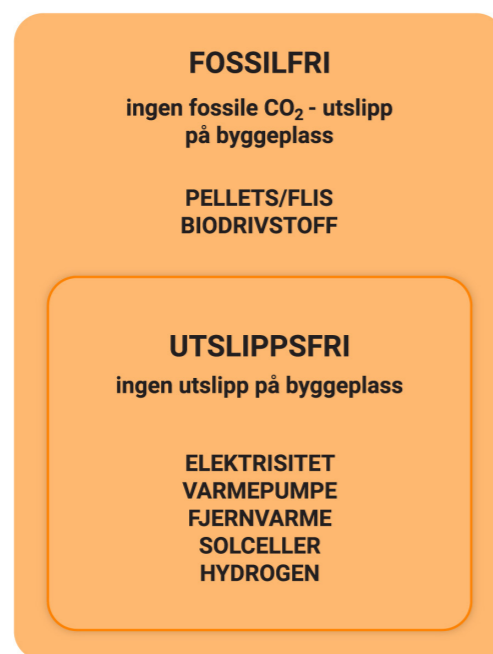 FOSSILFRI
ingen fossile CO₂ - utslipp
på byggeplass
PELLETS/FLIS
BIODRIVSTOFF
UTSLIPPSFRI
ingen utslipp på byggeplass
ELEKTRISITET
VARMEPUMPE
FJERNVARME
SOLCELLER
HYDROGEN